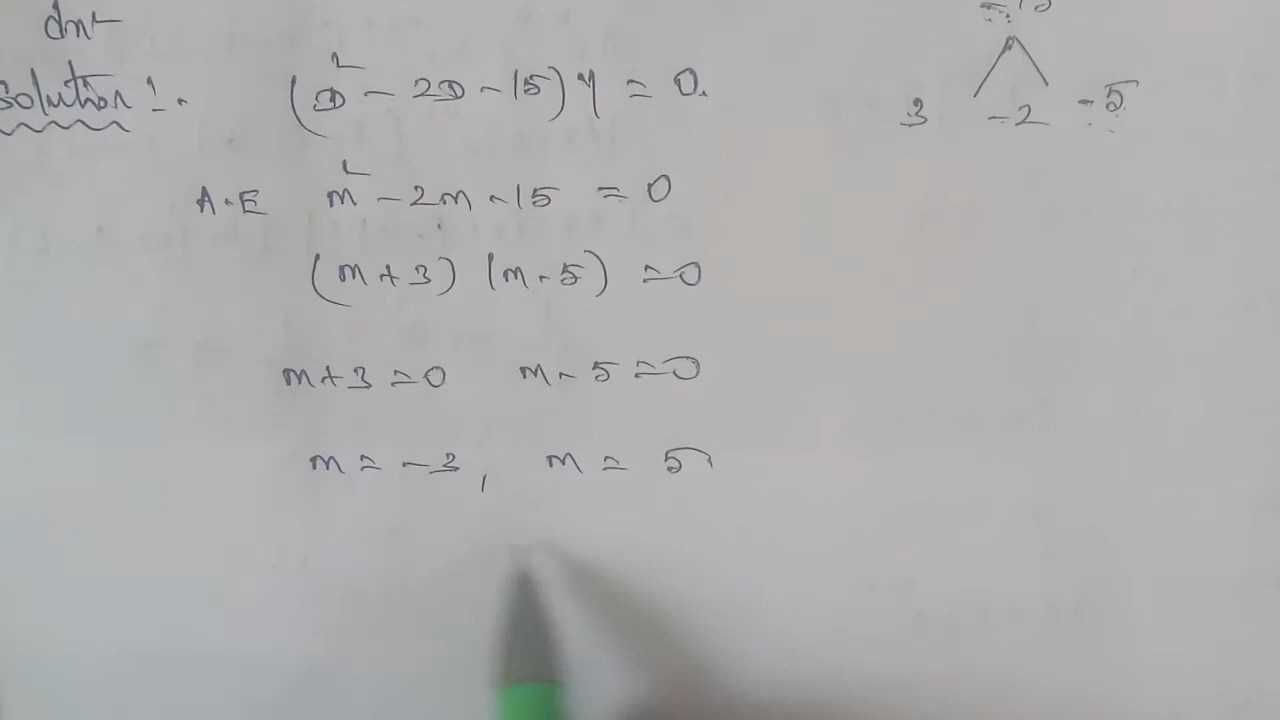 dx²
-15
Solution :-
(D² - 2D - 15) y = 0.
3 -2 -5
A.E m² - 2m - 15 = 0
(m + 3) (m - 5) = 0
m + 3 = 0 m - 5 = 0
m = -3, m = 5